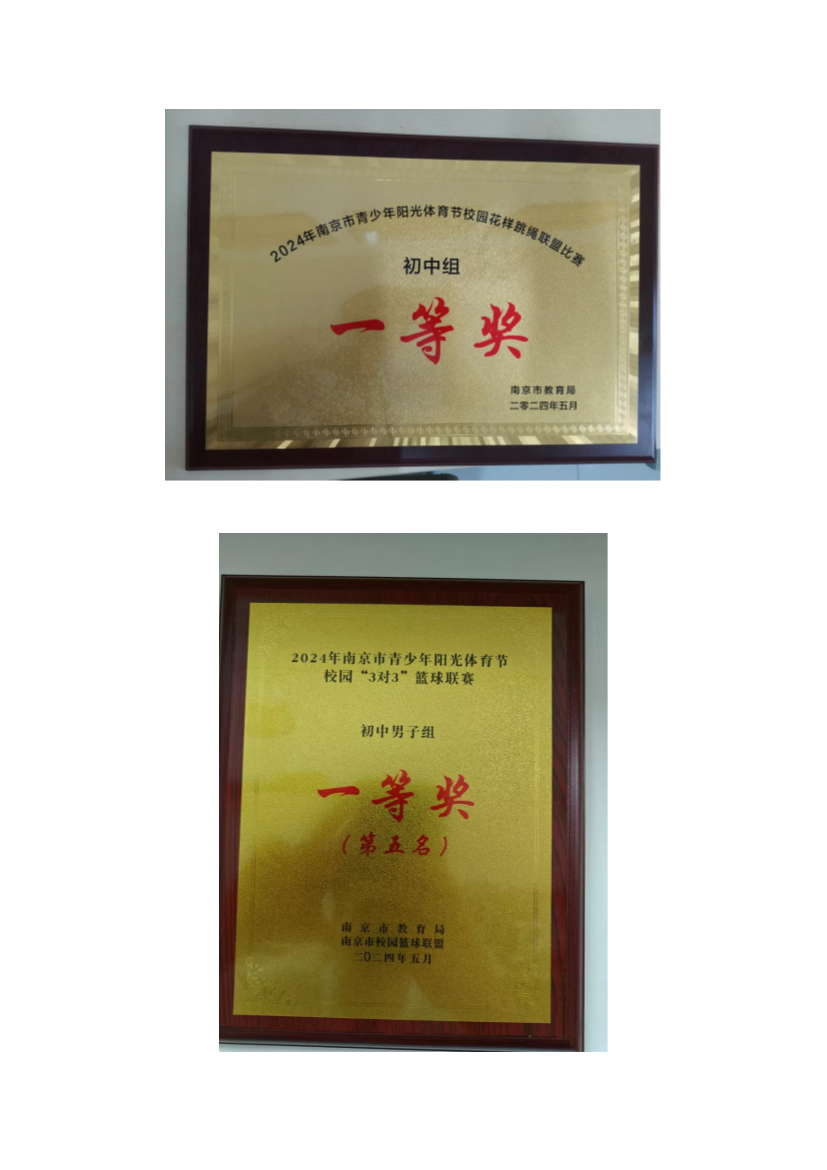 2024年南京市青少年阳光体育节校园花样跳绳联盟比赛
初中组
一等奖
南京市教育局
二零二四年五月
2024年南京市青少年阳光体育节
校园“3对3”篮球联赛
初中男子组
一等奖
（第五名）
南京市教育局
南京市校园篮球联盟
二0二四年五月